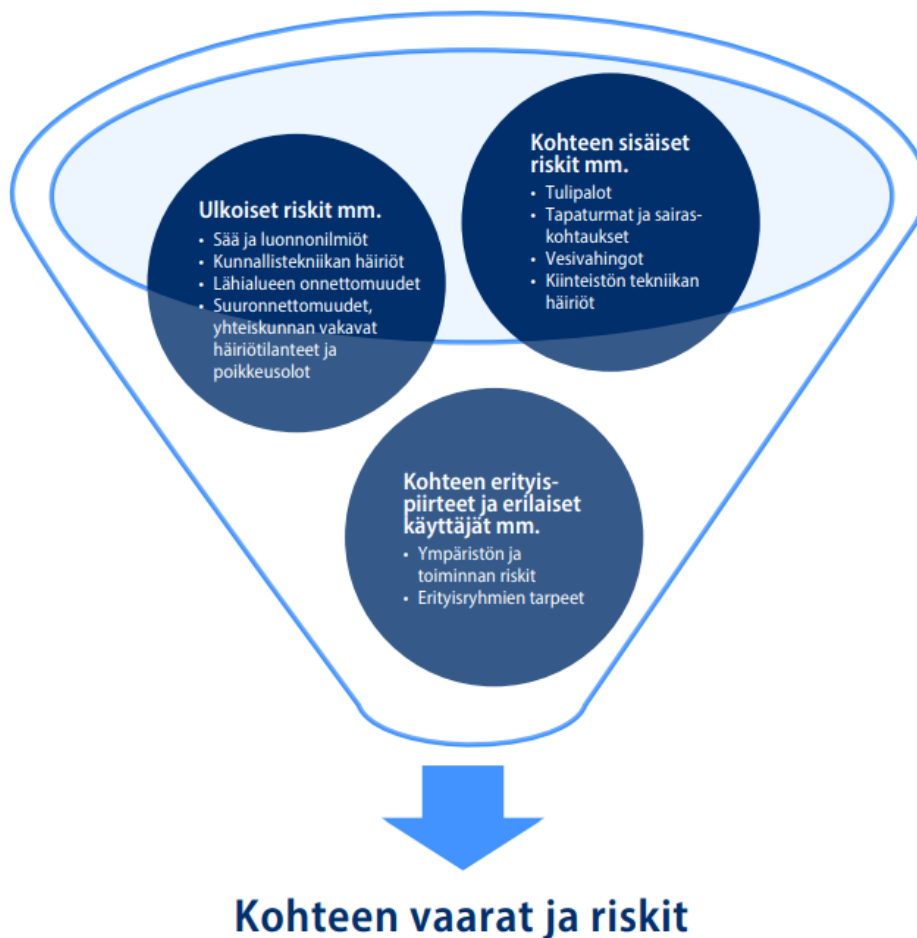 Ulkoiset riskit mm.
• Sää ja luonnonilmiöt
• Kunnallistekniikan häiriöt
• Lähialueen onnettomuudet
• Suuronnettomuudet,
yhteiskunnan vakavat
häiriötilanteet ja
poikkeusolot
Kohteen sisäiset
riskit mm.
• Tulipalot
• Tapaturmat ja sairas-
kohtaukset
• Vesivahingot
• Kiinteistön tekniikan
häiriöt
Kohteen erityis-
piirteet ja erilaiset
käyttäjät mm.
• Ympäristön ja
toiminnan riskit
• Erityisryhmien tarpeet
Kohteen vaarat ja riskit